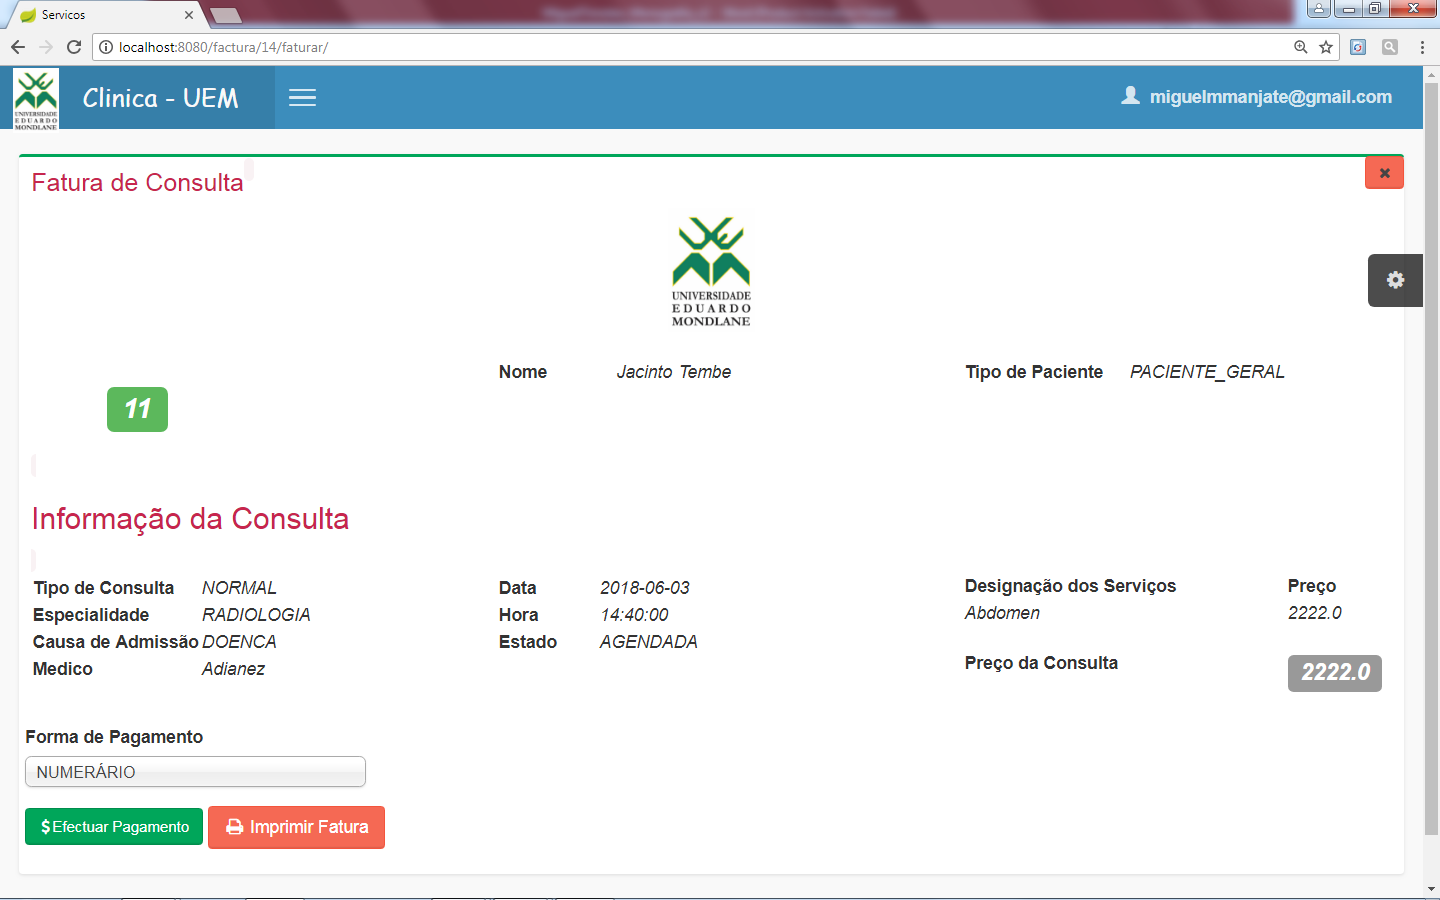 Servicos
localhost:8080/factura/14/faturar/
UNIVERSIDADE
EDUARDO
MONDLANE
Clinica - UEM
miguelmmanjate@gmail.com
Fatura de Consulta
UNIVERSIDADE
EDUARDO
MONDLANE
Nome Jacinto Tembe Tipo de Paciente PACIENTE_GERAL
11
Informação da Consulta
Tipo de Consulta NORMAL Data 2018-06-03 Designação dos Serviços Preço
Especialidade RADIOLOGIA Hora 14:40:00 Abdomen 2222.0
Causa de Admissão DOENCA Estado AGENDADA
Medico Adianez Preço da Consulta 2222.0
Forma de Pagamento
NUMERÁRIO
$Efectuar Pagamento Imprimir Fatura